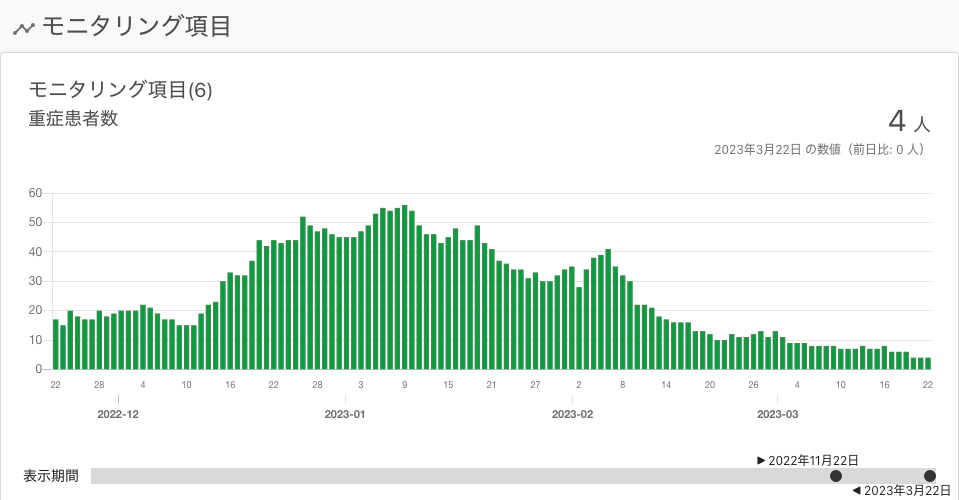 モニタリング項目
モニタリング項目(6)
重症患者数
4 人
2023年3月22日 の数値（前日比: 0 人）
60
50
40
30
20
10
0
22 28 4 10 16 22 28 3 9 15 21 27 2 8 14 20 26 4 10 16 22
2022-12 2023-01 2023-02 2023-03
▶ 2022年11月22日
表示期間
◀ 2023年3月22日